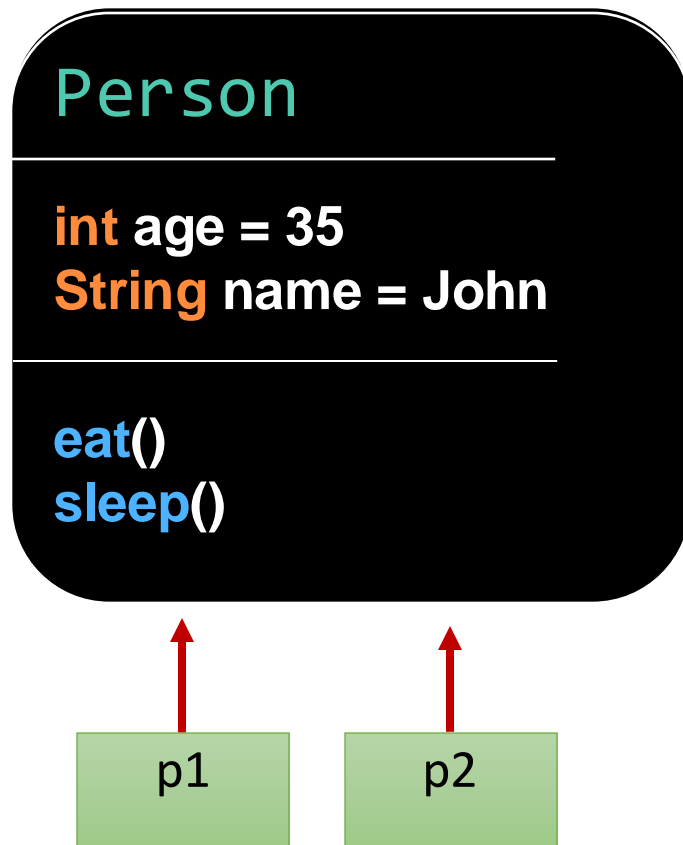 Person
int age = 35
String name = John
eat()
sleep()
p1
p2